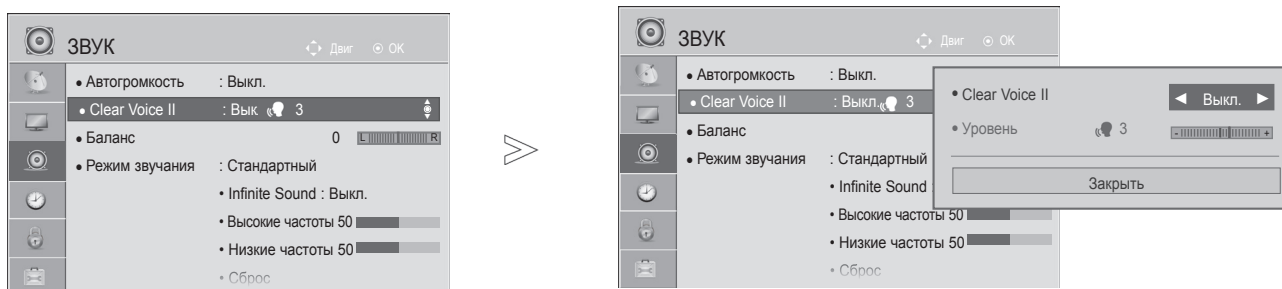 ЗВУК
Двиг OK
• Автогромкость : Выкл.
• Clear Voice II : Вык 3
• Баланс 0 L R
• Режим звучания : Стандартный
• Infinite Sound : Выкл.
• Высокие частоты 50
• Низкие частоты 50
• Сброс
ЗВУК
Двиг OK
• Автогромкость : Выкл.
• Clear Voice II : Выкл. 3
• Баланс
• Режим звучания : Стандартный
• Infinite Sound :
• Высокие частоты 50
• Низкие частоты 50
• Сброс
• Clear Voice II ◀ Выкл. ▶
• Уровень 3 - +
Закрыть